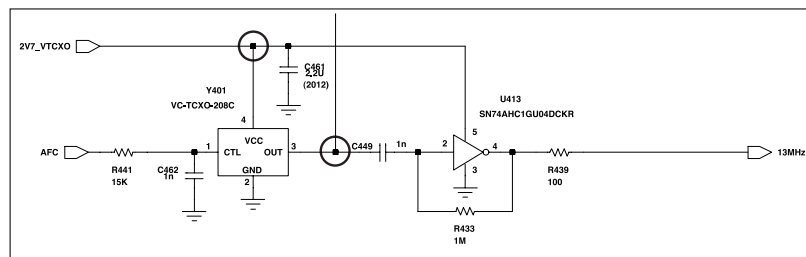 2V7_VTCXO
C461
2.2U
(2012)
Y401
VC-TCXO-208C
U413
SN74AHC1GU04DCKR
4
5
VCC
AFC
1
CTL
OUT
3
C449
1n
2
4
13MHz
R441
15K
C462
1n
GND
2
3
R439
100
R433
1M